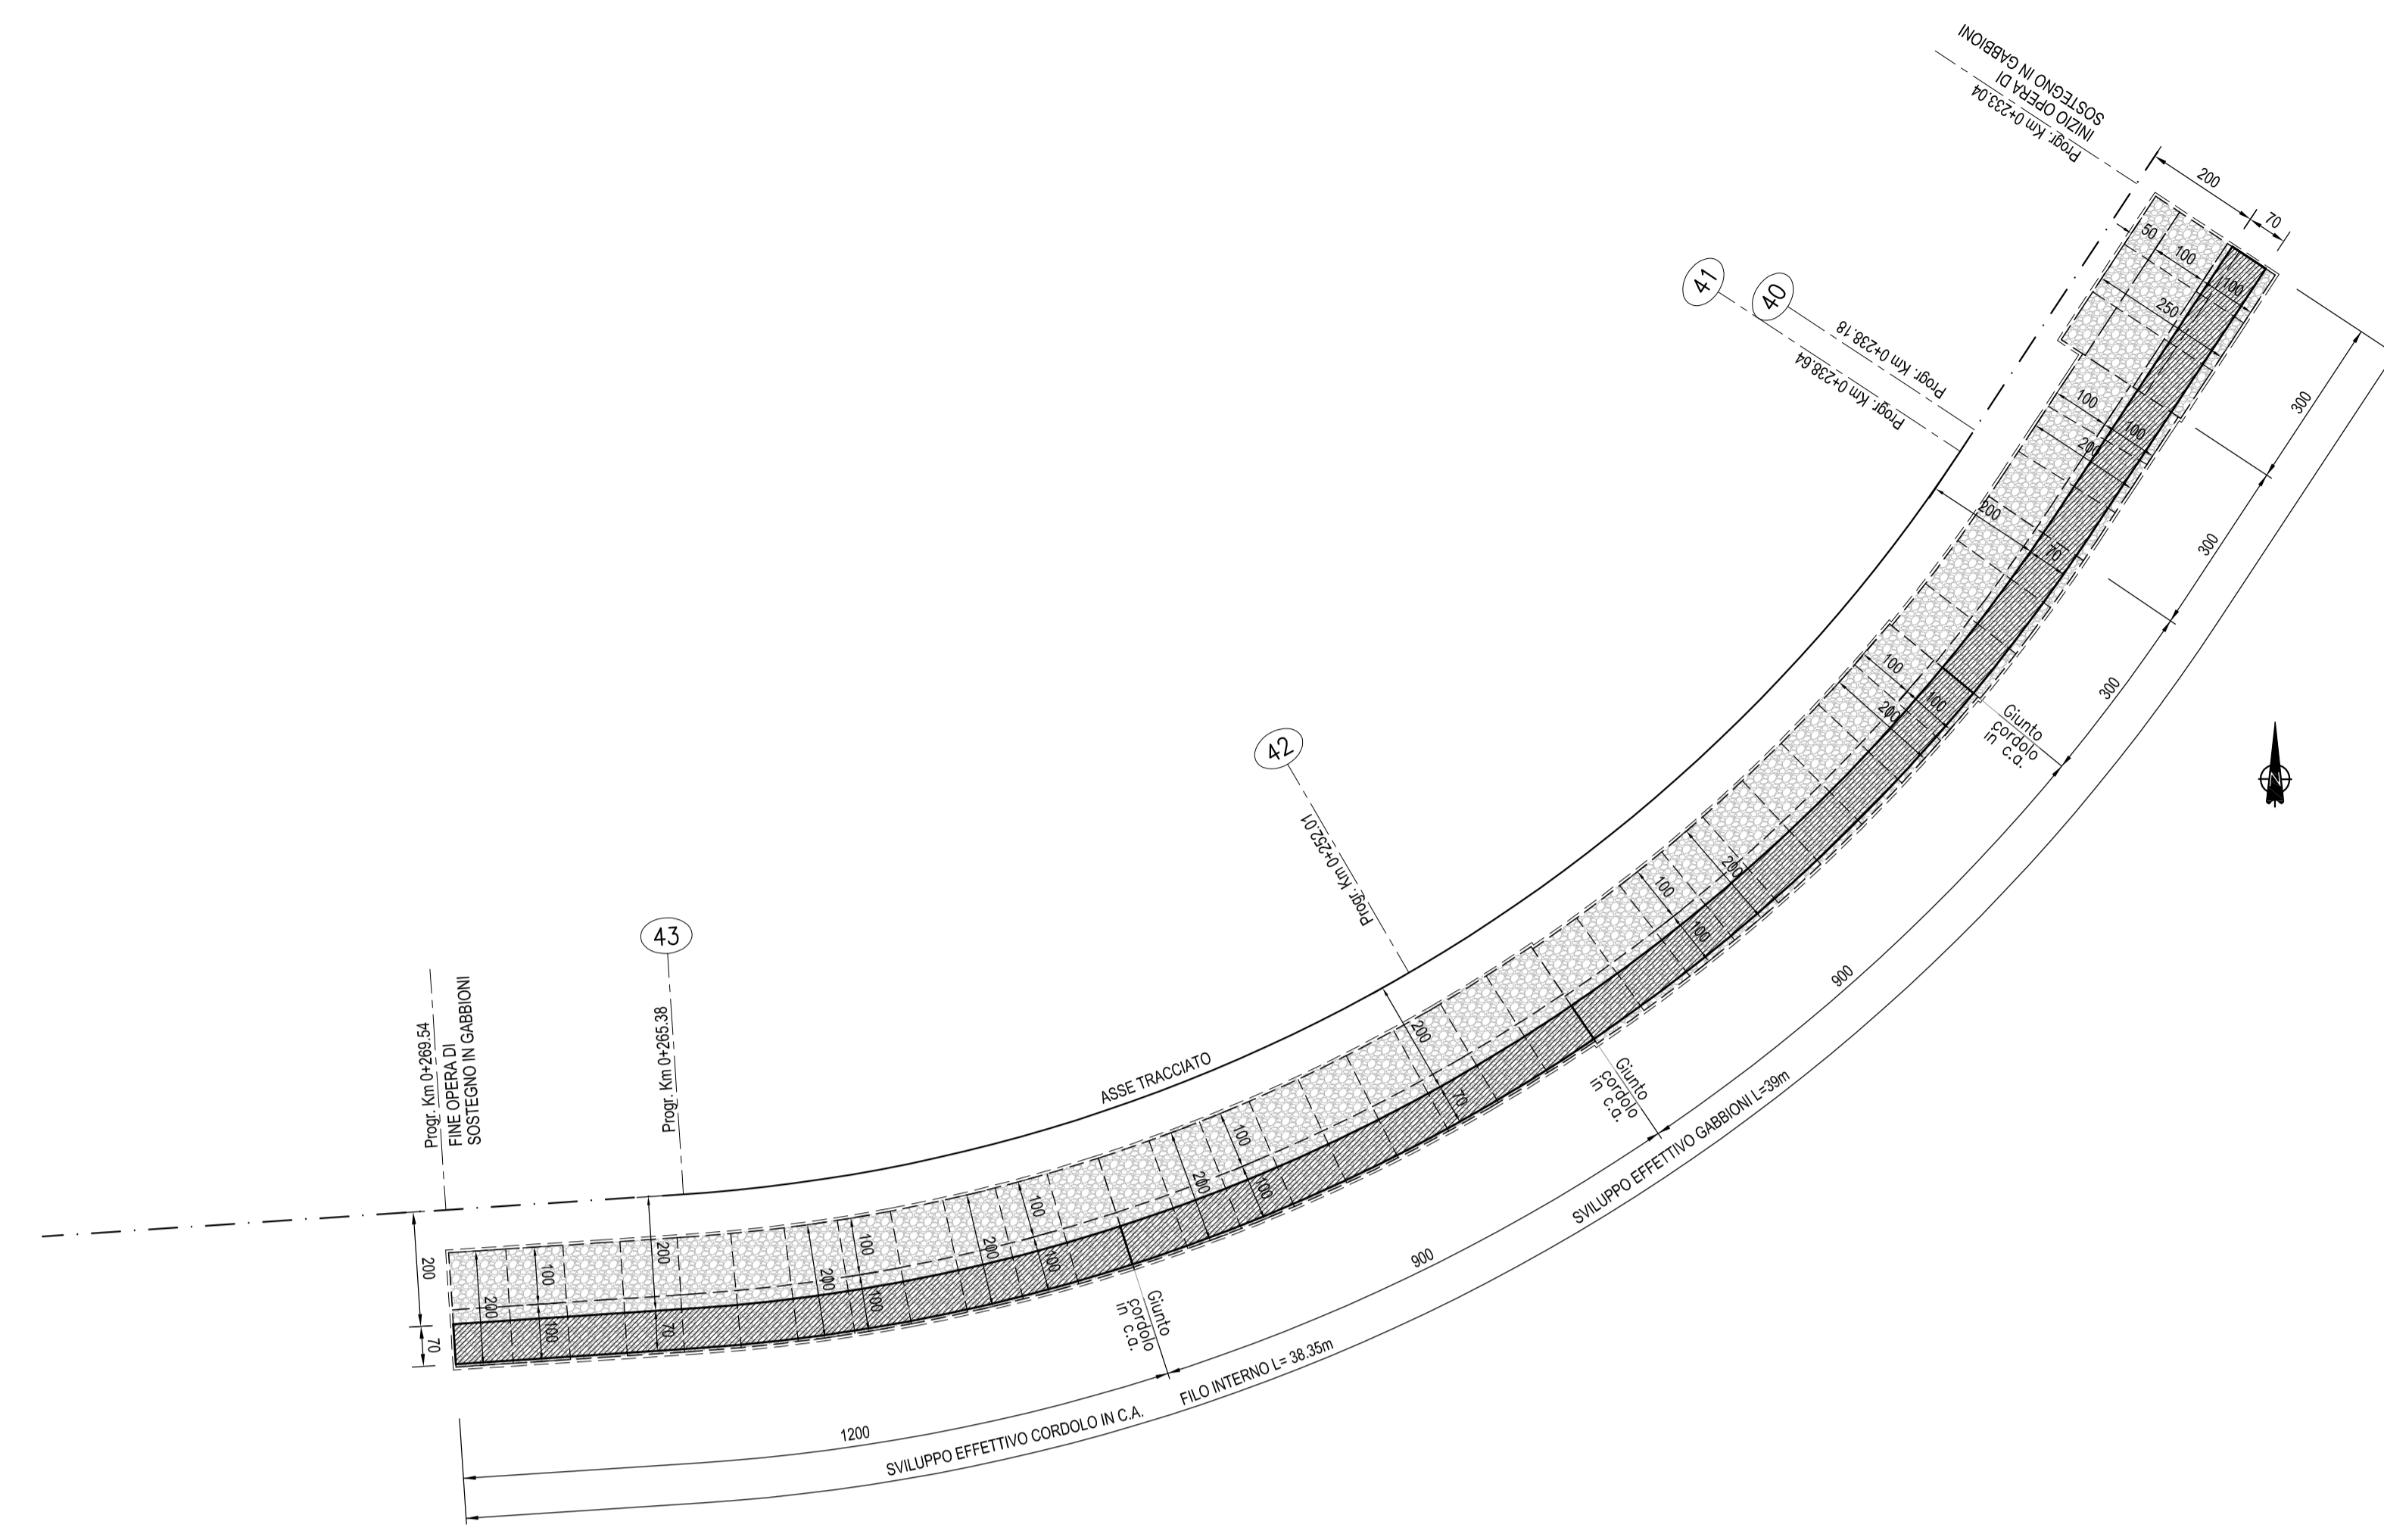 INIZIO OPERA DI
SOSTEGNO IN GABBIONI
Progr. Km 0+233.04
200
70
50
100
100
250
300
41
40
Progr. Km 0+238.18
Progr. Km 0+238.64
100
100
200
300
200
70
300
100
100
200
Giunto
cordolo
in c.a.
N
42
Progr. Km 0+252.01
200
100
100
900
Giunto
cordolo
in c.a.
200
70
SVILUPPO EFFETTIVO GABBIONI L=39m
43
Progr. Km 0+269.54
FINE OPERA DI
SOSTEGNO IN GABBIONI
Progr. Km 0+265.38
ASSE TRACCIATO
100
200
100
100
200
100
100
200
100
200
70
100
200
100
200
70
Giunto
cordolo
in c.a.
900
FILO INTERNO L= 38.35m
1200
SVILUPPO EFFETTIVO CORDOLO IN C.A.